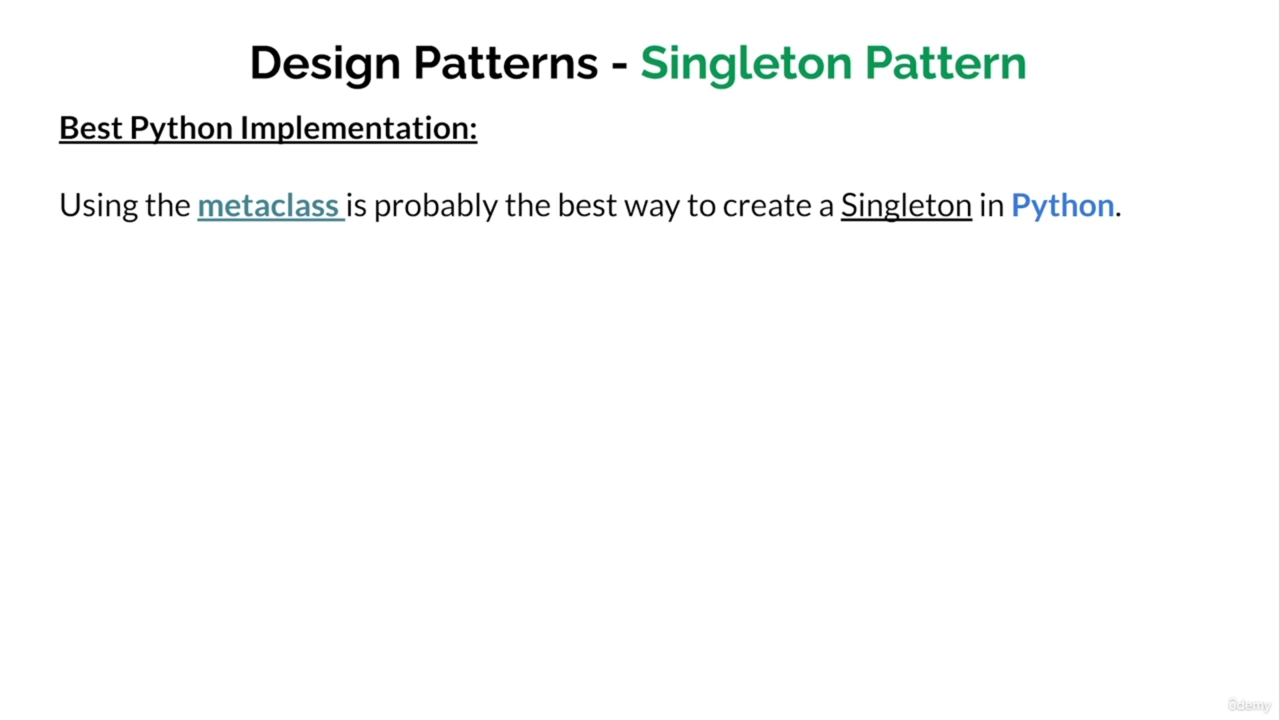 Design Patterns - Singleton Pattern
Best Python Implementation:
Using the metaclass is probably the best way to create a Singleton in Python.
ûdemy